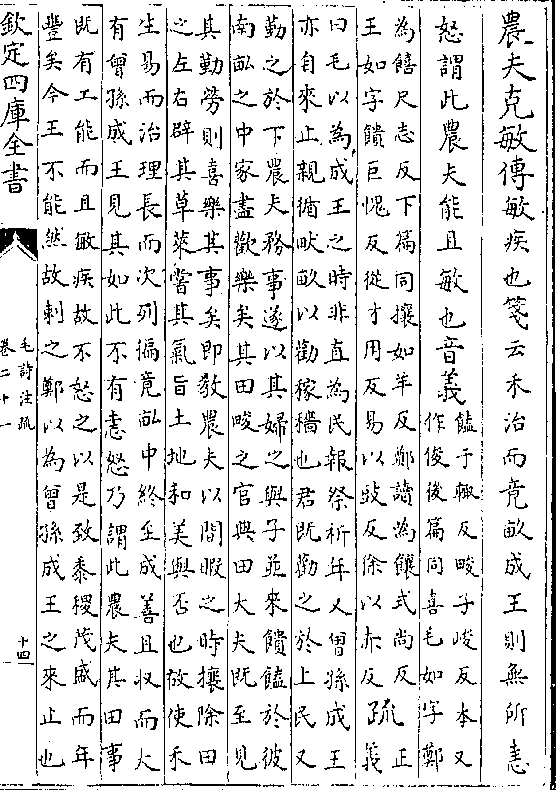 農夫克敏傳敏疾也箋云禾治而竟畝成王則無所恚
怒謂此農夫能且敏也音義
饁于輒反畯子峻反本又
作俊後篇同喜毛如字鄭
為饎尺志反下篇同攘如羊反鄭讀為饟式尚反
王如字饋巨愧反從才用反易以豉反徐以赤反
疏
正
義
曰毛以為成王之時非直為民報祭祈年又曾孫成王
亦自來止親循畎畝以勸稼穡也君既勸之於上民又
勤之於下農夫務事遂以其婦之與子並來饋饁於彼
南畝之中家盡歡樂矣其田畯之官與田大夫既至見
其勤勞則喜樂其事矣即教農夫以閒暇之時攘除田
之左右辟其草萊嘗其氣旨土地和美與否也故使禾
生易而治理長而次列徧竟畝中終至成善且收而大
有曾孫成王見其如此不有恚怒乃謂此農夫其田事
既有工能而且敏疾故不怒之以是致黍稷茂盛而年
豐矣今王不能然故刺之鄭以為曾孫成王之來止也
欽定四庫全書
毛詩注疏
卷二十一
十四